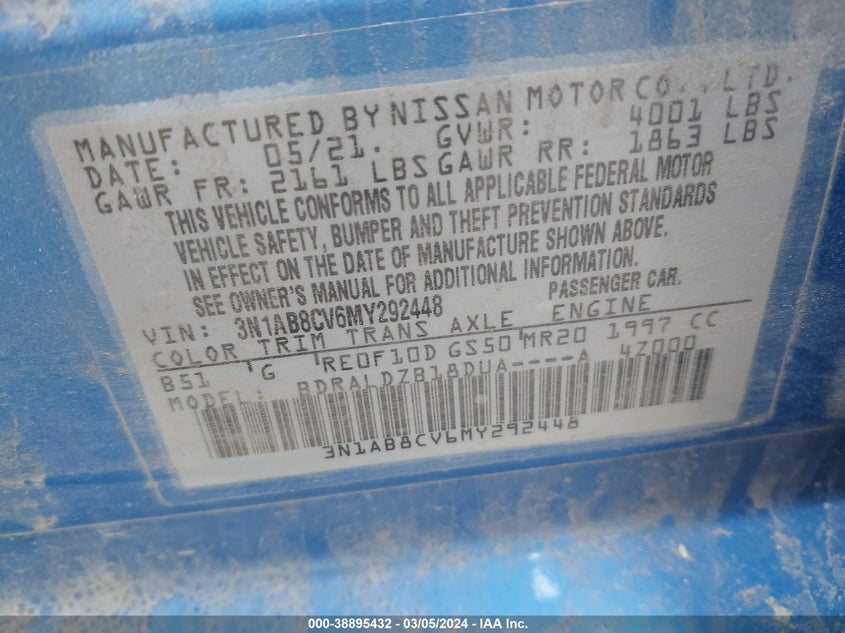 MANUFACTURED BY NISSAN MOTOR CO., LTD.
DATE: 05/21. GVWR: 4001 LBS
GAWR FR: 2161 LBS GAWR RR: 1863 LBS
THIS VEHICLE CONFORMS TO ALL APPLICABLE FEDERAL MOTOR
VEHICLE SAFETY, BUMPER AND THEFT PREVENTION STANDARDS
IN EFFECT ON THE DATE OF MANUFACTURE SHOWN ABOVE.
SEE OWNER'S MANUAL FOR ADDITIONAL INFORMATION.
VIN: 3N1AB8CV6MY292448 PASSENGER CAR.
COLOR TRIM TRANS AXLE ENGINE
B51 G RE0F10D GS50 MR20 1997 CC
MODEL: BDRALDZB18DUA----A 4Z000
3N1AB8CV6MY292448
000-38895432 - 03/05/2024 - IAA Inc.